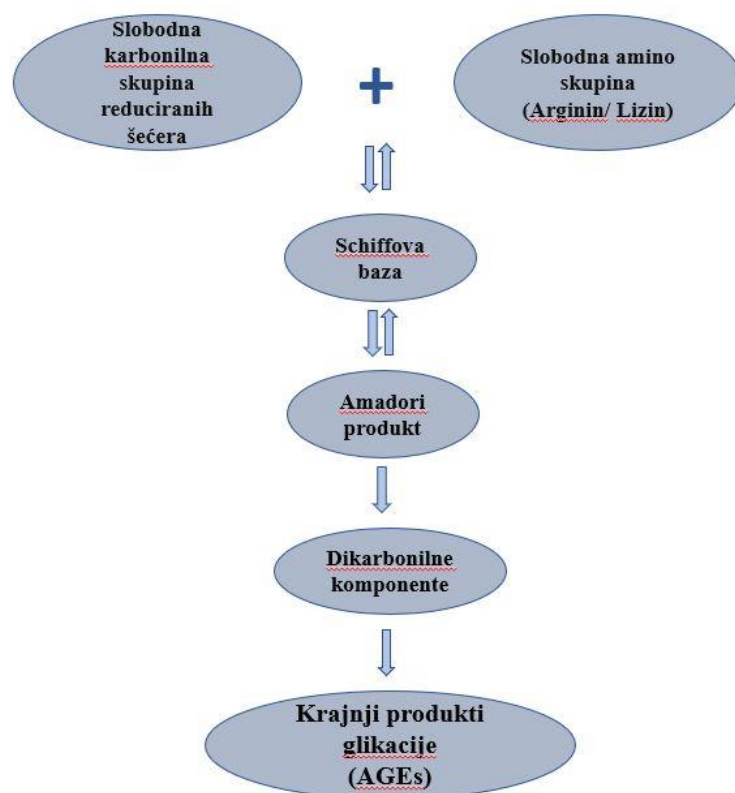 Slobodna
karbonilna
skupina
reduciranih
šećera
+
Slobodna amino
skupina
(Arginin/ Lizin)
Schiffova
baza
Amadori
produkt
Dikarbonilne
komponente
Krajnji produkti
glikacije
(AGEs)